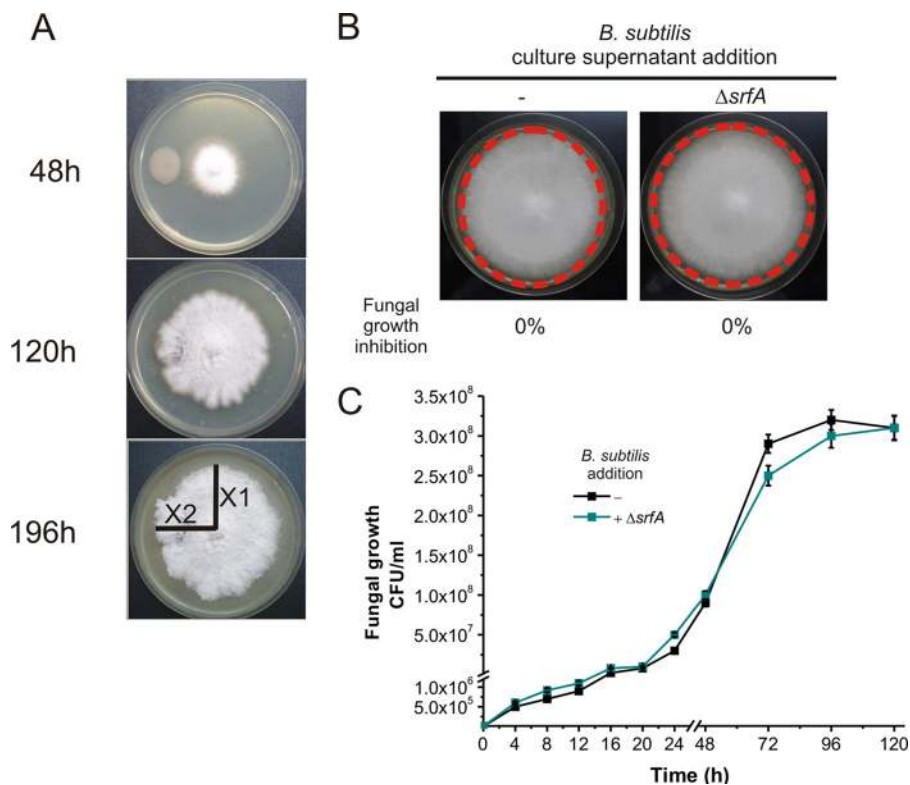 A
48h
120h
196h
X1
X2
B
B. subtilis
culture supernatant addition
-
ΔsrfA
Fungal
growth
inhibition
0%
0%
C
Fungal growth
CFU/ml
3.5x10⁸
3.0x10⁸
2.5x10⁸
2.0x10⁸
1.5x10⁸
1.0x10⁸
5.0x10⁷
1.0x10⁶
5.0x10⁵
B. subtilis
addition
–
+ ΔsrfA
0 4 8 12 16 20 24 48 72 96 120
Time (h)